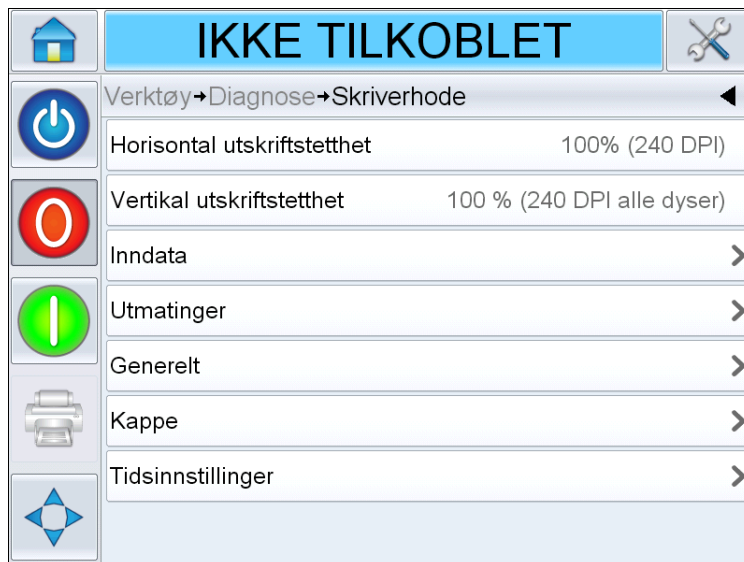 IKKE TILKOBLET
Verktøy→Diagnose→Skriverhode
Horisontal utskriftstetthet 100% (240 DPI)
Vertikal utskriftstetthet 100 % (240 DPI alle dyser)
Inndata
Utmatinger
Generelt
Kappe
Tidsinnstillinger